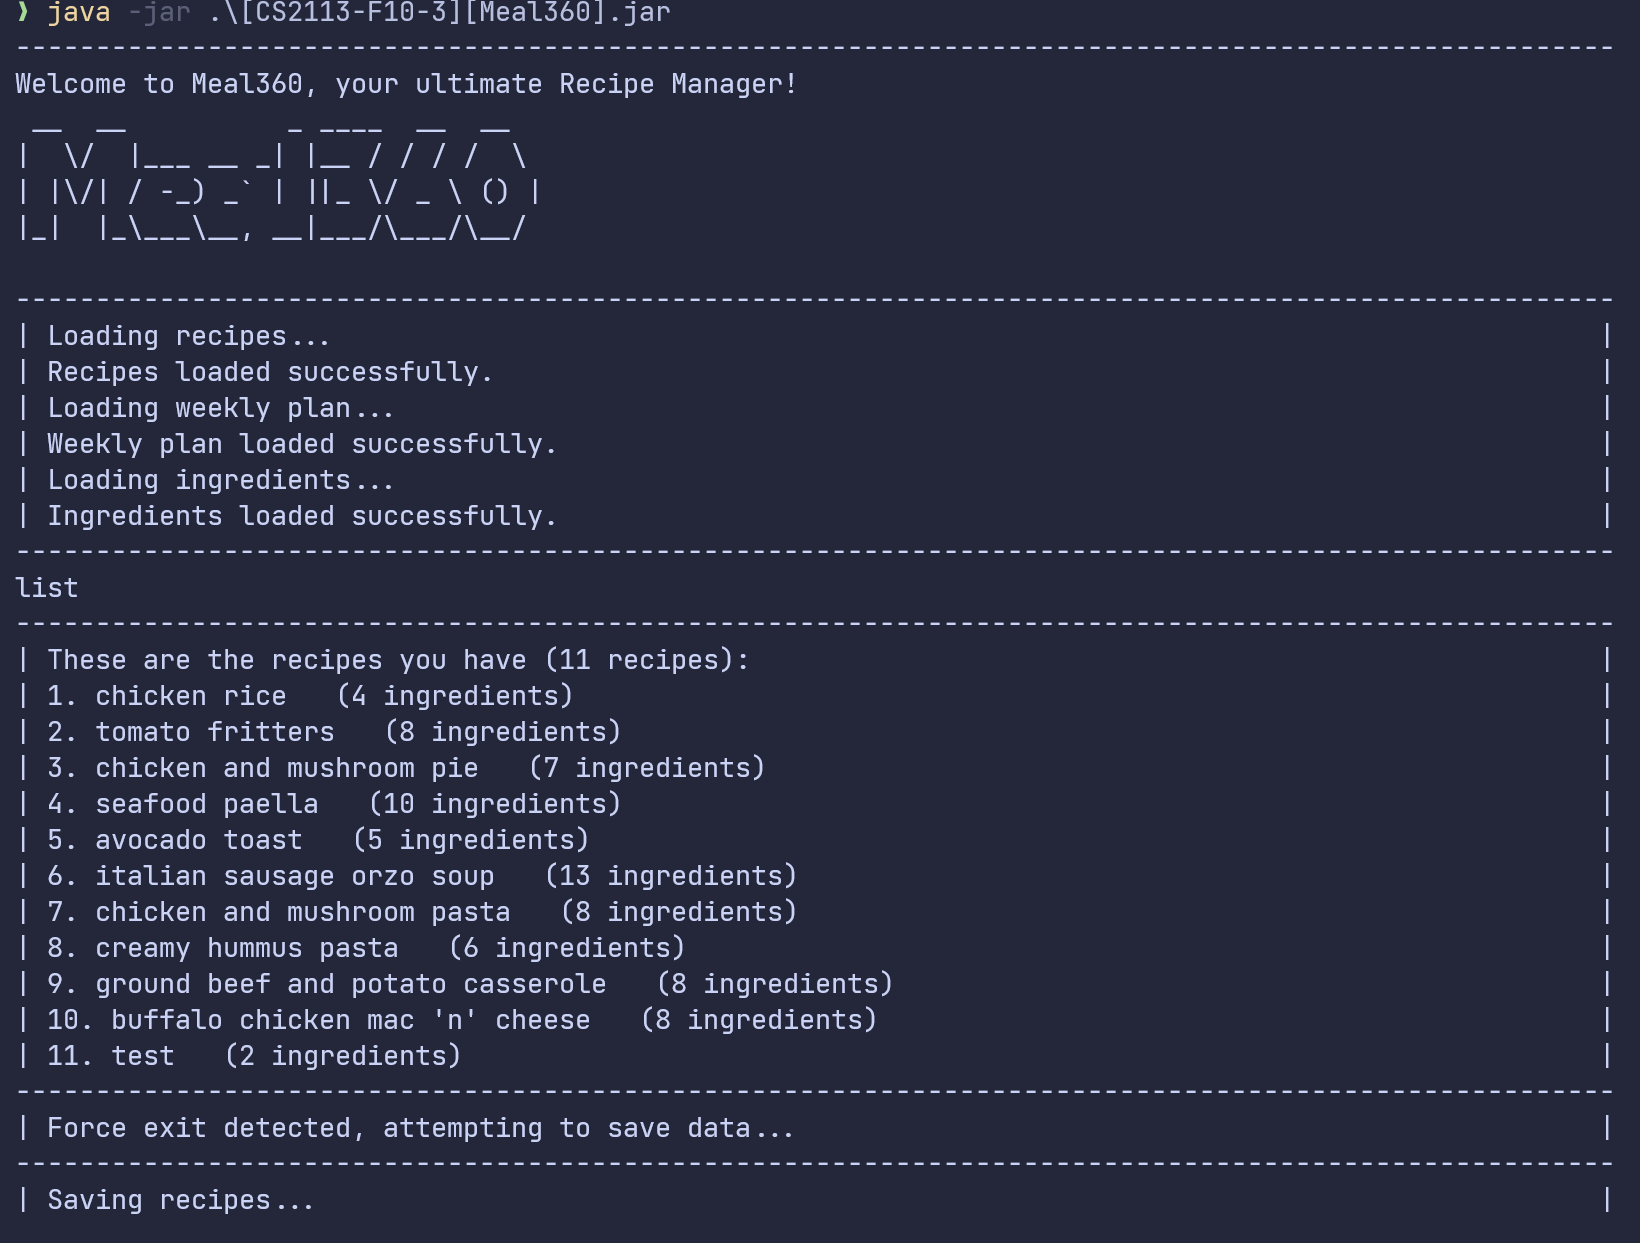 ❯ java -jar .\[CS2113-F10-3][Meal360].jar
----------------------------------------------------------------------------------------------------
Welcome to Meal360, your ultimate Recipe Manager!
 __  __          _ ____  __  __
|  \/  |___ __ _| |__ / / / /  \
| |\/| / -_) _` | ||_ \/ _ \ () |
|_|  |_\___\__, __|___/\___/\__/
----------------------------------------------------------------------------------------------------
| Loading recipes... |
| Recipes loaded successfully. |
| Loading weekly plan... |
| Weekly plan loaded successfully. |
| Loading ingredients... |
| Ingredients loaded successfully. |
----------------------------------------------------------------------------------------------------
list
----------------------------------------------------------------------------------------------------
| These are the recipes you have (11 recipes): |
| 1. chicken rice   (4 ingredients) |
| 2. tomato fritters   (8 ingredients) |
| 3. chicken and mushroom pie   (7 ingredients) |
| 4. seafood paella   (10 ingredients) |
| 5. avocado toast   (5 ingredients) |
| 6. italian sausage orzo soup   (13 ingredients) |
| 7. chicken and mushroom pasta   (8 ingredients) |
| 8. creamy hummus pasta   (6 ingredients) |
| 9. ground beef and potato casserole   (8 ingredients) |
| 10. buffalo chicken mac 'n' cheese   (8 ingredients) |
| 11. test   (2 ingredients) |
----------------------------------------------------------------------------------------------------
| Force exit detected, attempting to save data... |
----------------------------------------------------------------------------------------------------
| Saving recipes... |